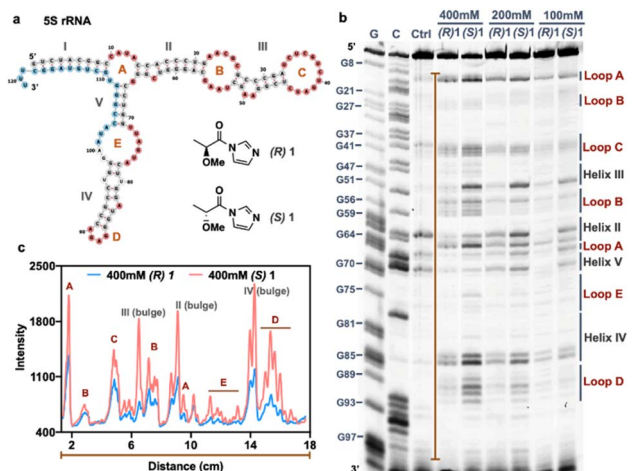 a 5S rRNA
I
II
III
10
20
30
40
50
60
A
B
C
120
3'
110
V
70
E
100
IV
80
90
D
(R) 1
(S) 1
O
N
N
OMe
O
N
N
OMe
b
400mM 200mM 100mM
G C Ctrl (R)1 (S)1 (R)1 (S)1 (R)1 (S)1
5'
G8
G21
G27
G37
G41
G47
G51
G56
G59
G64
G70
G75
G81
G85
G89
G93
G97
3'
Loop A
Loop B
Loop C
Helix III
Loop B
Helix II
Loop A
Helix V
Loop E
Helix IV
Loop D
c
400mM (R) 1 400mM (S) 1
2500
1800
1100
400
Intensity
A
B
C
III (bulge)
B
II (bulge)
A
E
IV (bulge)
D
2 6 10 14 18
Distance (cm)